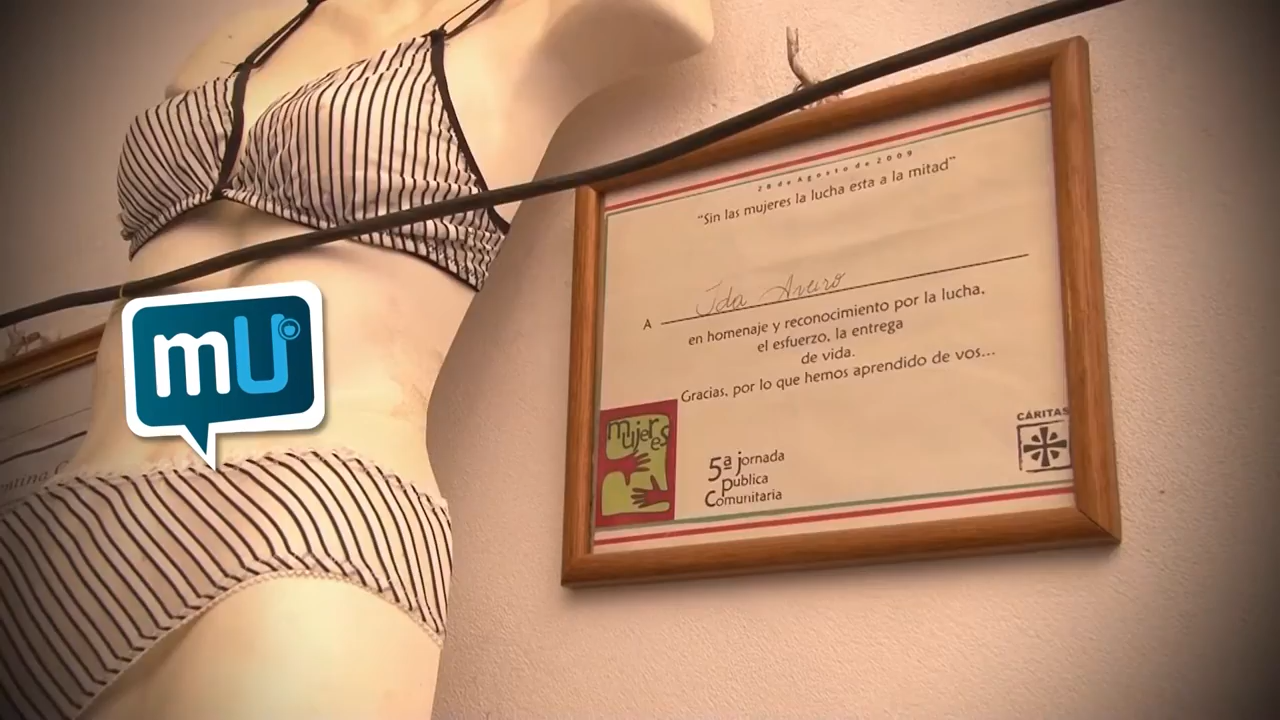 28 de Agosto de 2009
"Sin las mujeres la lucha esta a la mitad"
A Ida Aveiro
en homenaje y reconocimiento por la lucha,
el esfuerzo, la entrega
de vida.
Gracias, por lo que hemos aprendido de vos...
mujeres
5ª jornada
pública
Comunitaria
CÁRITAS
mU